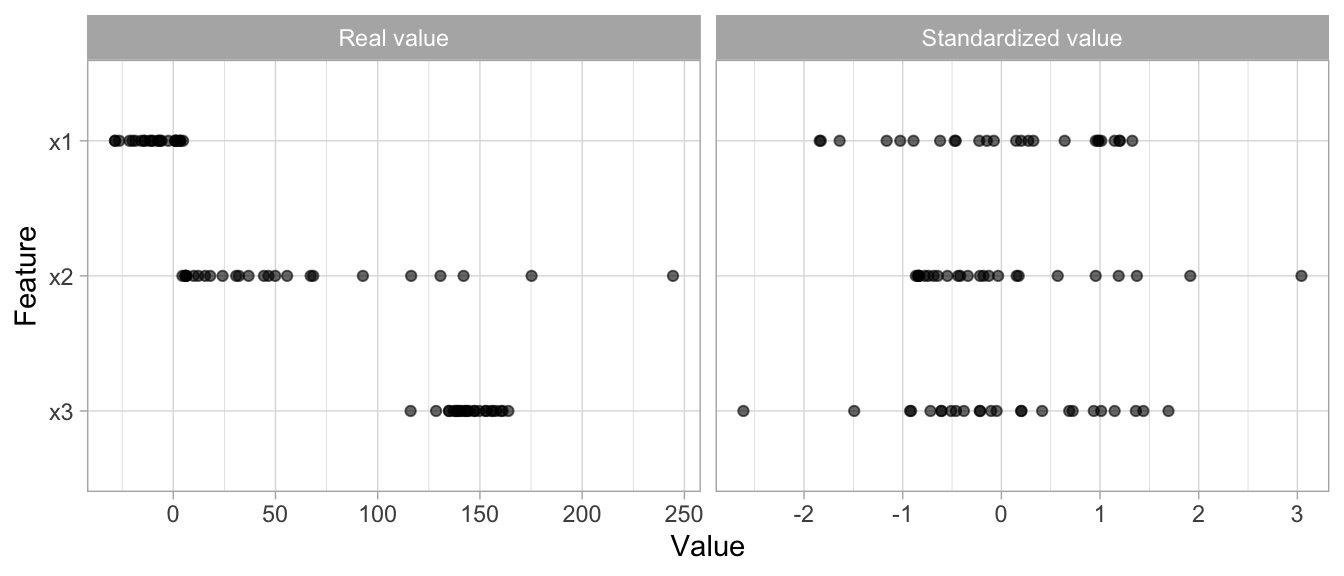 Real value
Standardized value
Feature
x1
x2
x3
0 50 100 150 200 250
-2 -1 0 1 2 3
Value